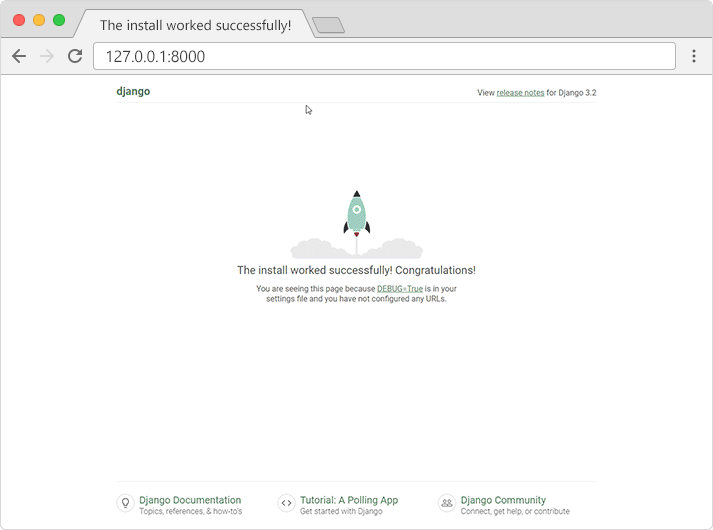 The install worked successfully!
127.0.0.1:8000
django
View release notes for Django 3.2
The install worked successfully! Congratulations!
You are seeing this page because DEBUG=True is in your
settings file and you have not configured any URLs.
Django Documentation
Topics, references, & how-to's
Tutorial: A Polling App
Get started with Django
Django Community
Connect, get help, or contribute